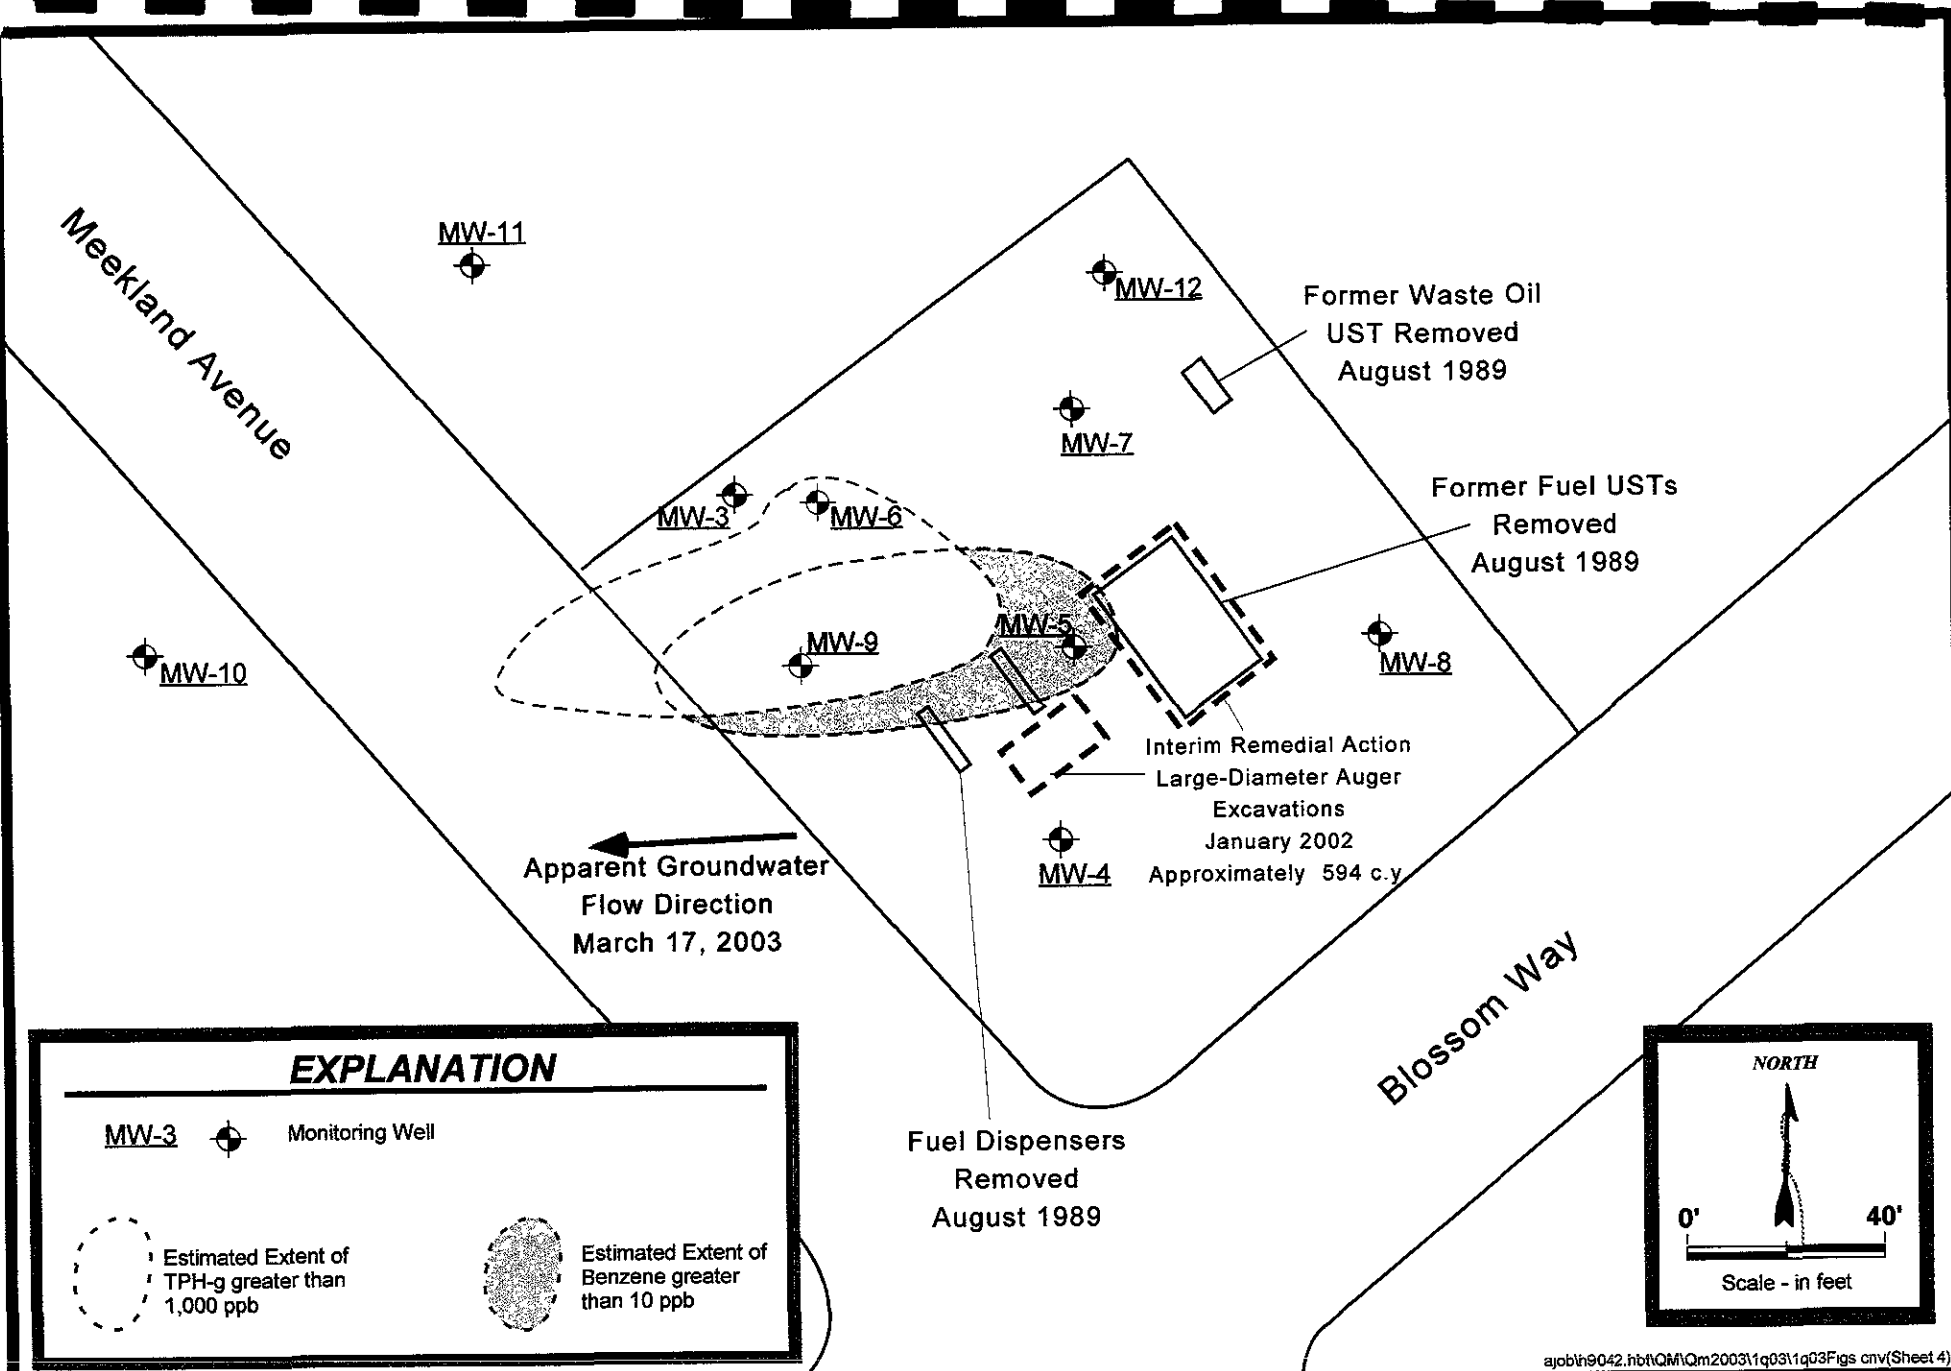 MW-11
MW-12
Former Waste Oil
UST Removed
August 1989
Meekland Avenue
MW-7
Former Fuel USTs
Removed
August 1989
MW-3
MW-6
MW-5
MW-9
MW-8
MW-10
Interim Remedial Action
Large-Diameter Auger
Excavations
January 2002
Approximately 594 c.y.
MW-4
Apparent Groundwater
Flow Direction
March 17, 2003
Blossom Way
Fuel Dispensers
Removed
August 1989
EXPLANATION
MW-3 Monitoring Well
Estimated Extent of
TPH-g greater than
1,000 ppb
Estimated Extent of
Benzene greater
than 10 ppb
NORTH
0' 40'
Scale - in feet
ajob\h9042.hbt\QM\Qm2003\1q03\1q03Figs cnv(Sheet 4)